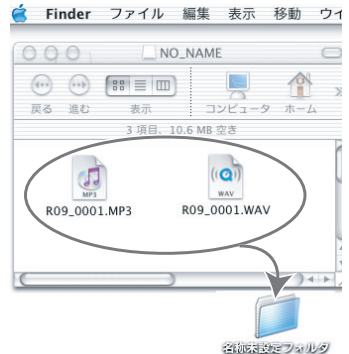 Finder ファイル 編集 表示 移動 ウイ
NO_NAME
戻る 進む 表示 コンピュータ ホーム
3 項目、10.6 MB 空き
MP3 WAV
R09_0001.MP3 R09_0001.WAV
名称未設定フォルダ